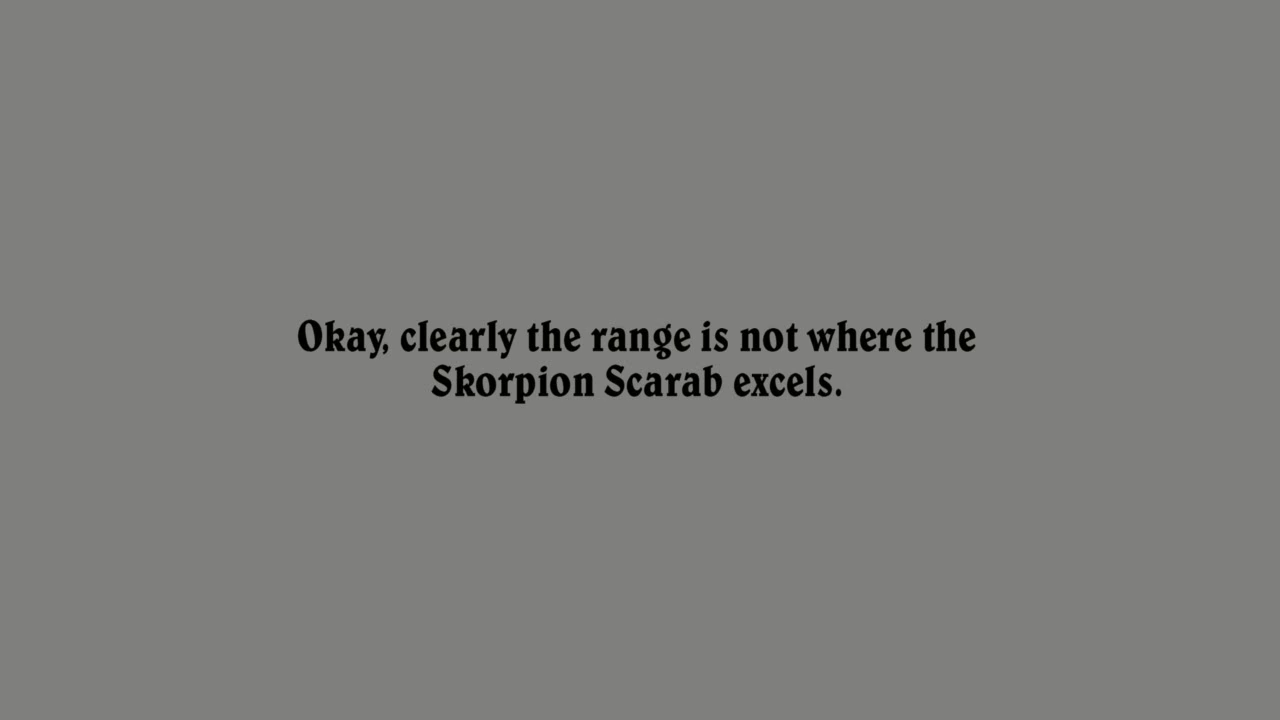 Okay, clearly the range is not where the
Skorpion Scarab excels.